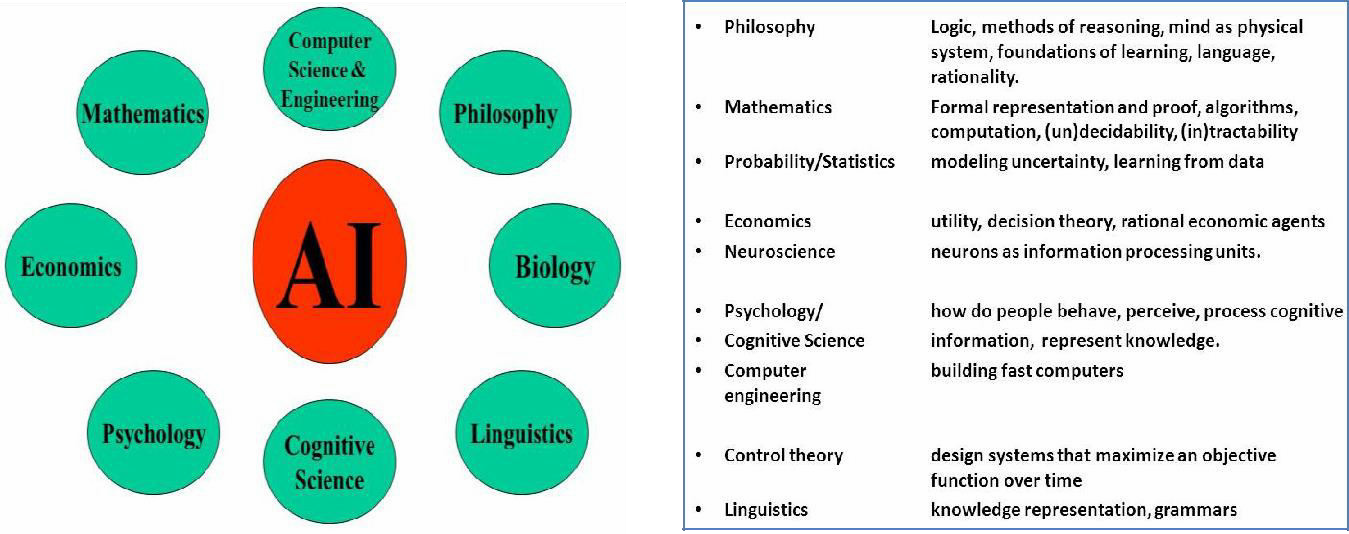 Computer
Science &
Engineering
Mathematics
Philosophy
Economics
AI
Biology
Psychology
Cognitive
Science
Linguistics
• Philosophy Logic, methods of reasoning, mind as physical
system, foundations of learning, language,
rationality.
• Mathematics Formal representation and proof, algorithms,
computation, (un)decidability, (in)tractability
• Probability/Statistics modeling uncertainty, learning from data
• Economics utility, decision theory, rational economic agents
• Neuroscience neurons as information processing units.
• Psychology/ how do people behave, perceive, process cognitive
• Cognitive Science information, represent knowledge.
• Computer building fast computers
engineering
• Control theory design systems that maximize an objective
function over time
• Linguistics knowledge representation, grammars